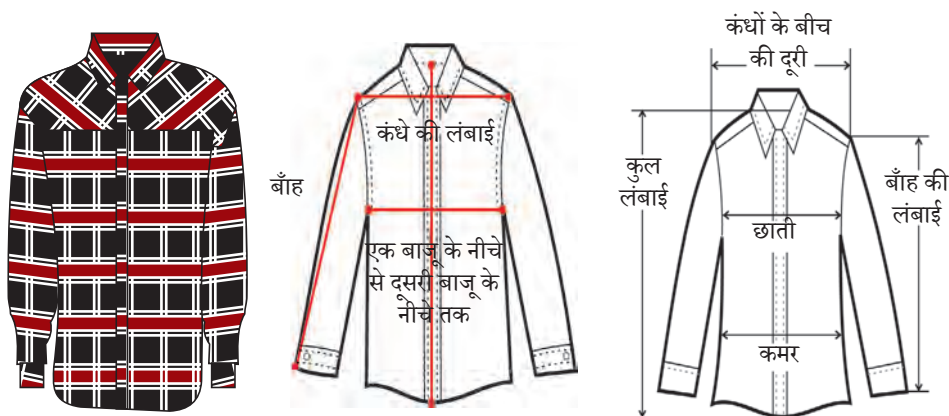 बाँह
कंधे की लंबाई
एक बाजू के नीचे
से दूसरी बाजू के
नीचे तक
कंधों के बीच
की दूरी
कुल
लंबाई
छाती
कमर
बाँह की
लंबाई